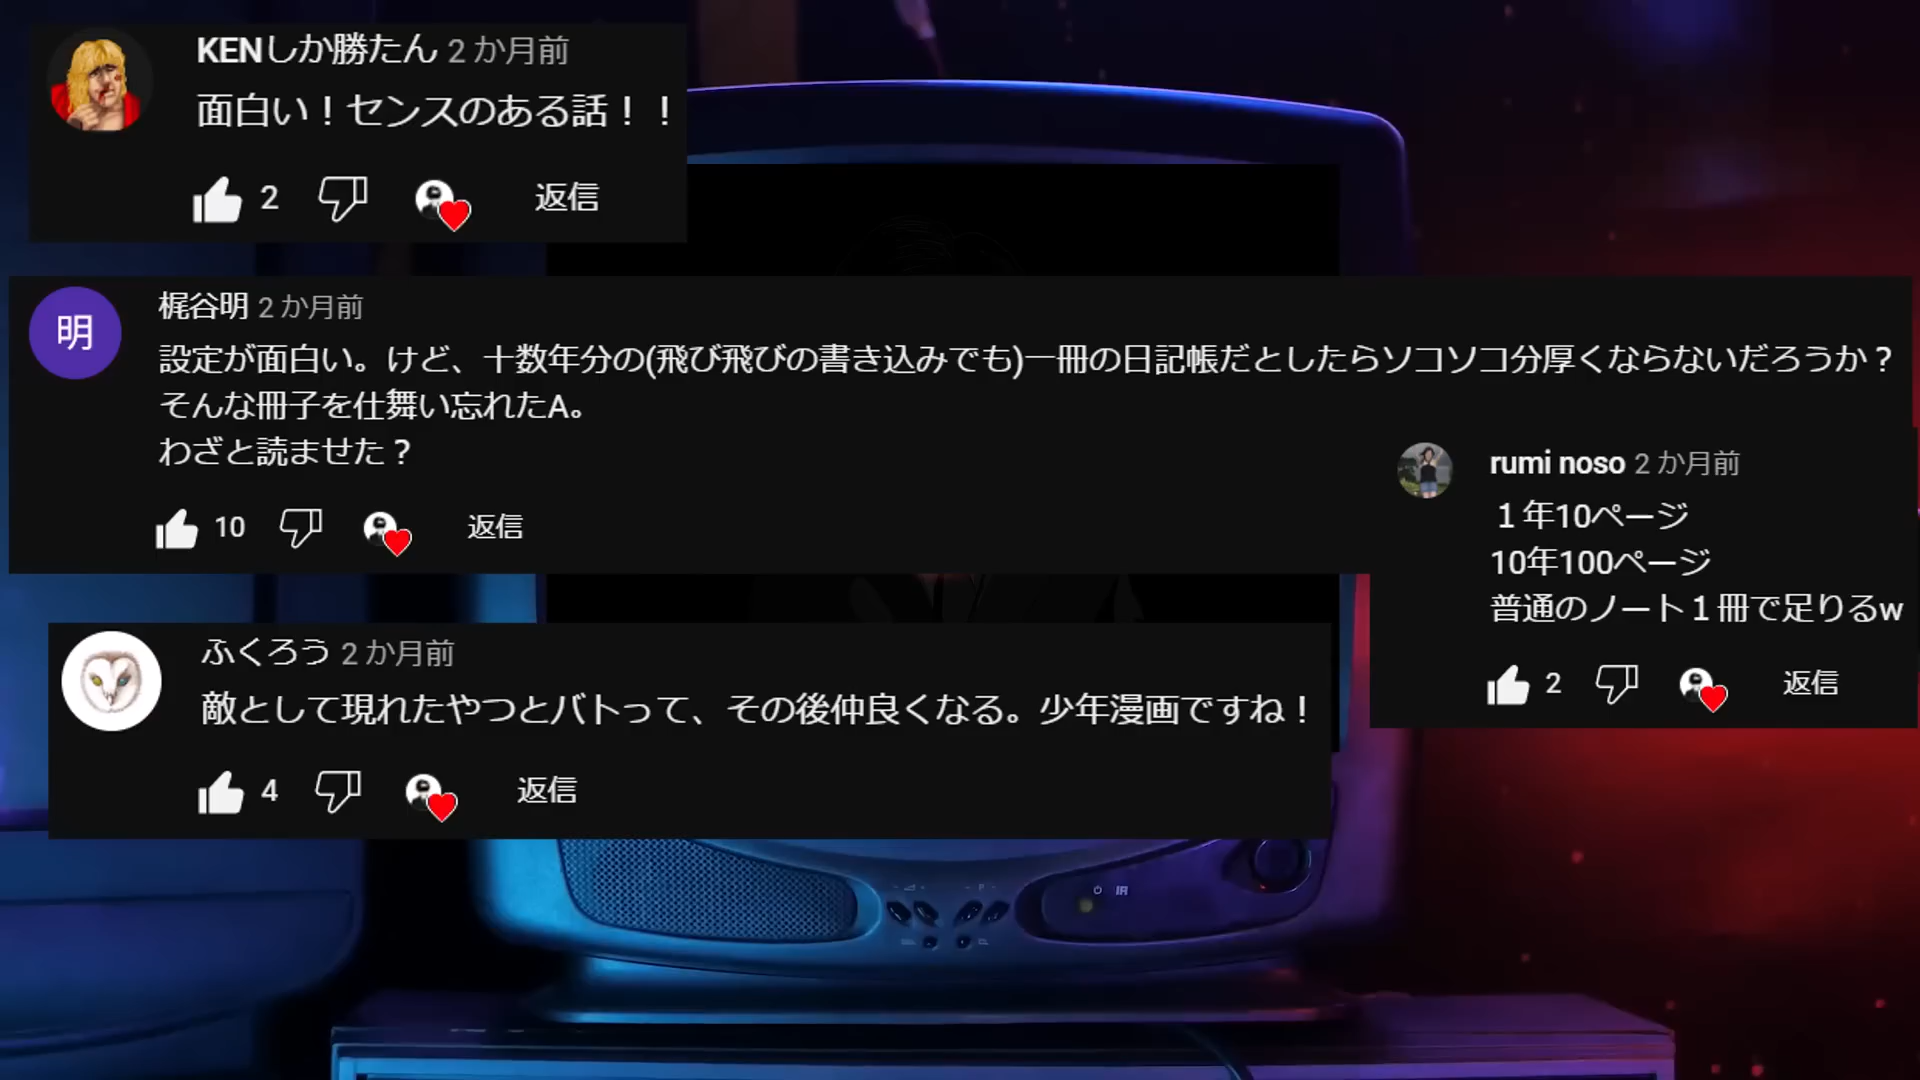 KENしか勝たん 2 か月前
面白い！センスのある話！！
2 返信
明
梶谷明 2 か月前
設定が面白い。けど、十数年分の(飛び飛びの書き込みでも)一冊の日記帳だとしたらソコソコ分厚くならないだろうか？
そんな冊子を仕舞い忘れたA。
わざと読ませた？
10 返信
rumi noso 2 か月前
１年10ページ
10年100ページ
普通のノート１冊で足りるw
2 返信
ふくろう 2 か月前
敵として現れたやつとバトって、その後仲良くなる。少年漫画ですね！
4 返信
IR